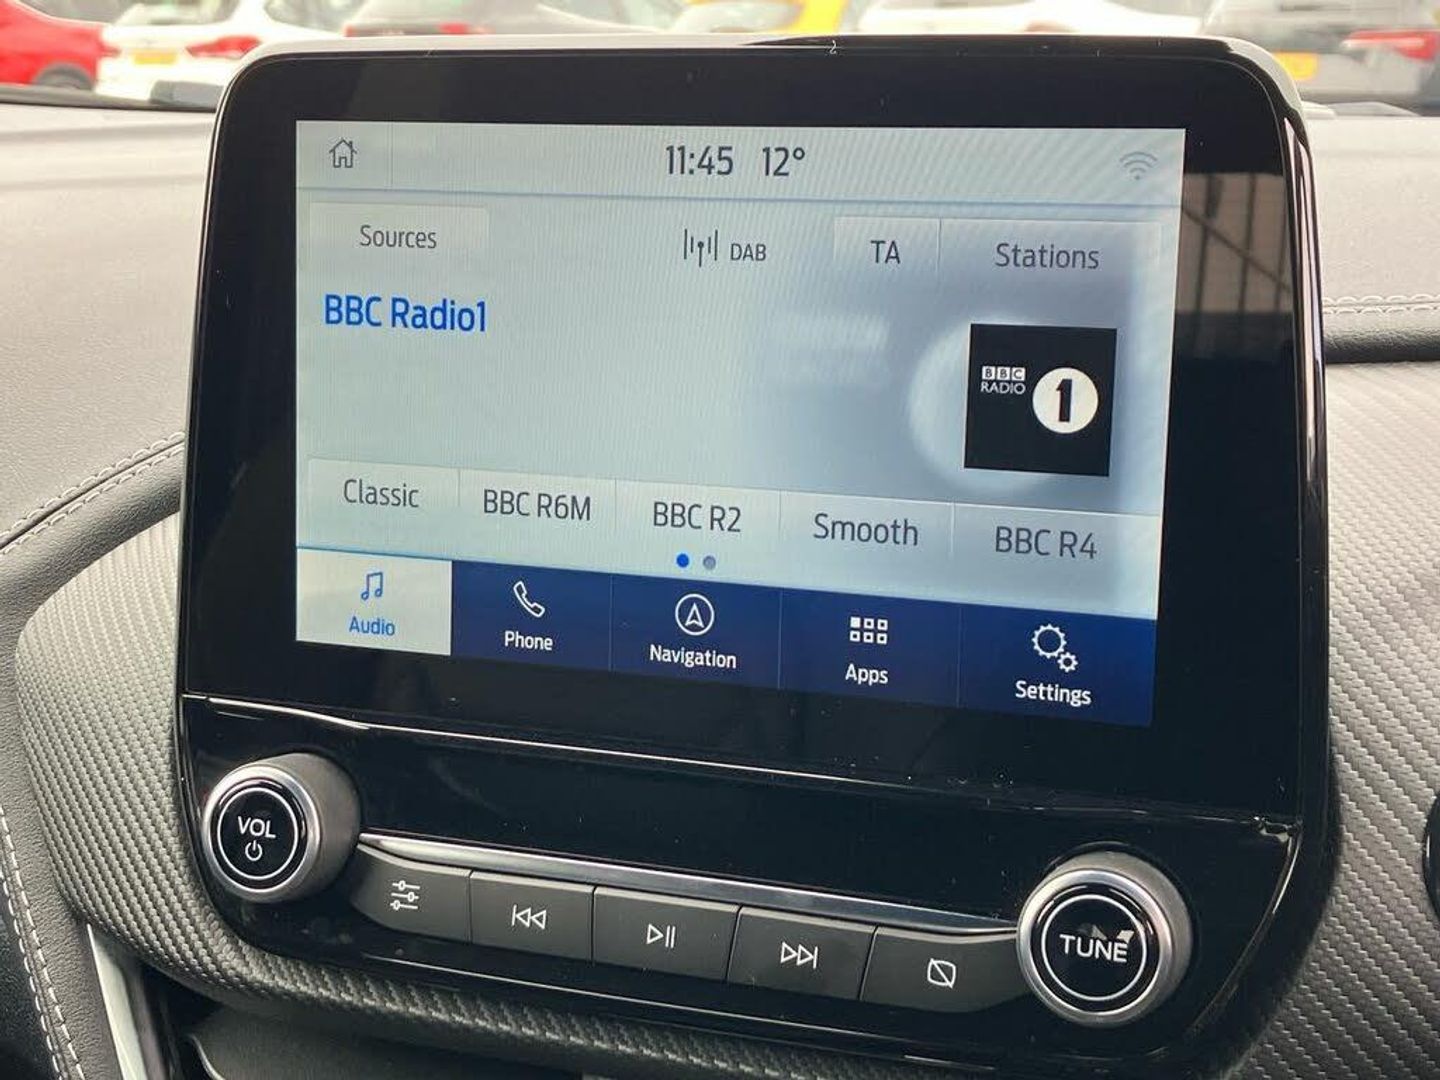 11:45 12°
Sources DAB TA Stations
BBC Radio1
BBC
RADIO 1
Classic BBC R6M BBC R2 Smooth BBC R4
Audio Phone Navigation Apps Settings
VOL
TUNE